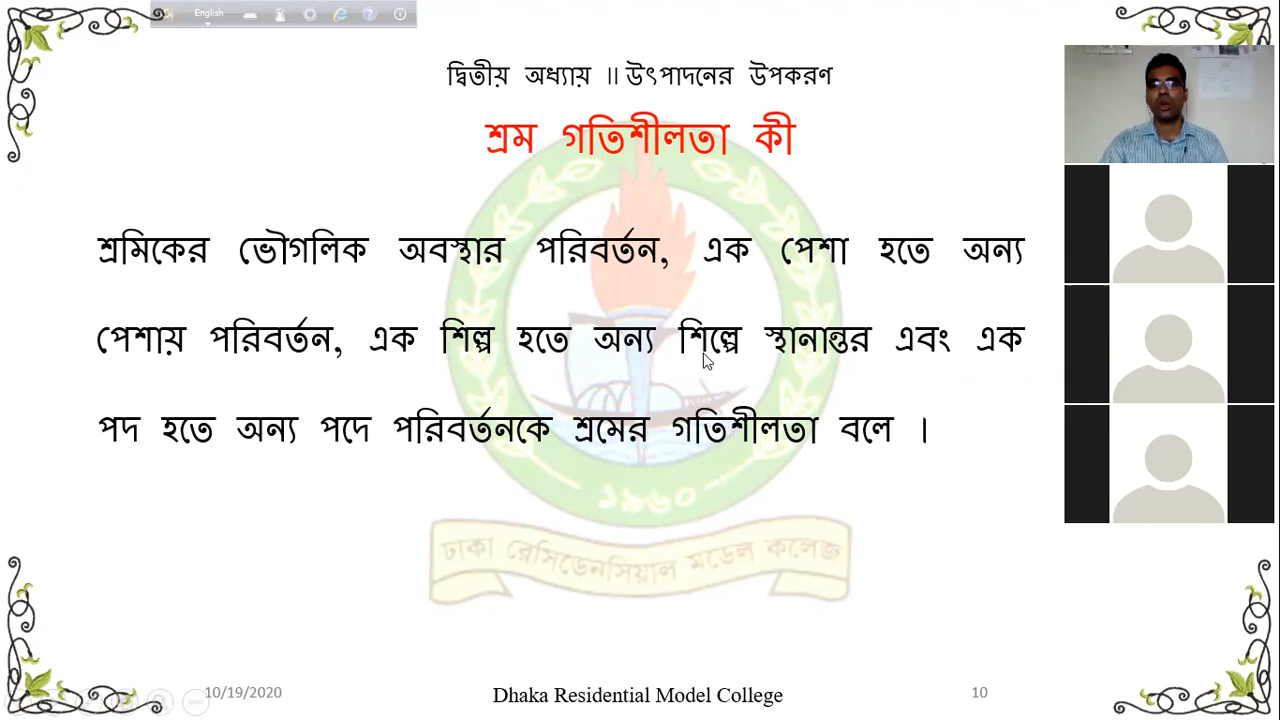 English
দ্বিতীয় অধ্যায় ॥ উৎপাদনের উপকরণ
শ্রম গতিশীলতা কী
শ্রমিকের ভৌগলিক অবস্থার পরিবর্তন, এক পেশা হতে অন্য
পেশায় পরিবর্তন, এক শিল্প হতে অন্য শিল্পে স্থানান্তর এবং এক
পদ হতে অন্য পদে পরিবর্তনকে শ্রমের গতিশীলতা বলে ।
১৯৬০
ঢাকা রেসিডেনসিয়াল মডেল কলেজ
10/19/2020
Dhaka Residential Model College
10